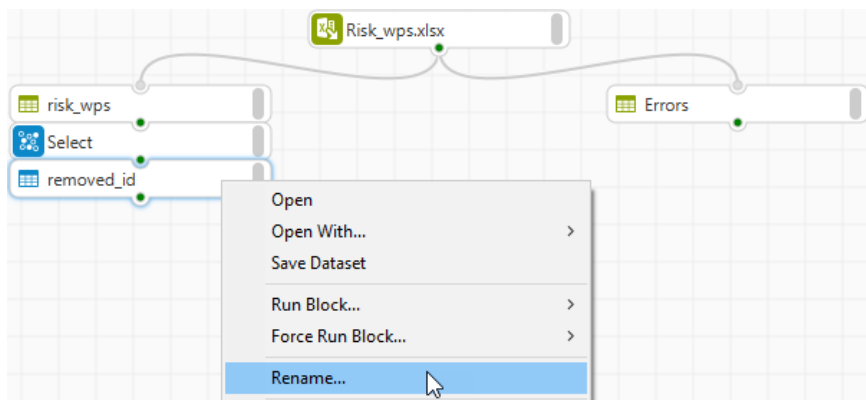 Risk_wps.xlsx
risk_wps
Errors
Select
removed_id
Open
Open With...
Save Dataset
Run Block...
Force Run Block...
Rename...